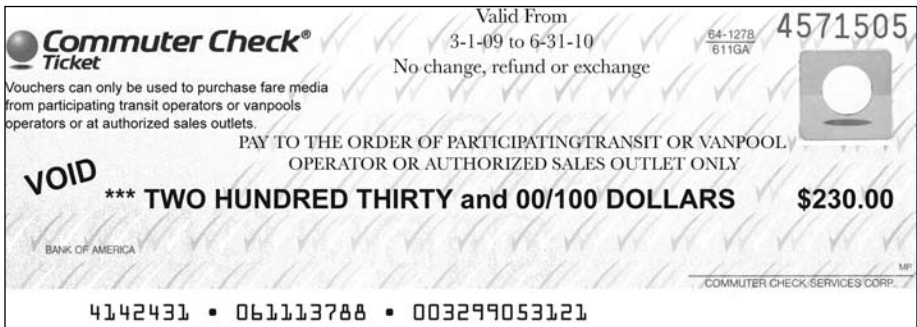 Commuter Check®
Ticket
Vouchers can only be used to purchase fare media
from participating transit operators or vanpools
operators or at authorized sales outlets.
Valid From
3-1-09 to 6-31-10
No change, refund or exchange
64-1278
611GA
4571505
PAY TO THE ORDER OF PARTICIPATINGTRANSIT OR VANPOOL
OPERATOR OR AUTHORIZED SALES OUTLET ONLY
VOID
*** TWO HUNDRED THIRTY and 00/100 DOLLARS $230.00
BANK OF AMERICA
MP
COMMUTER CHECK SERVICES CORP.
4142431 • 061113788 • 003299053121